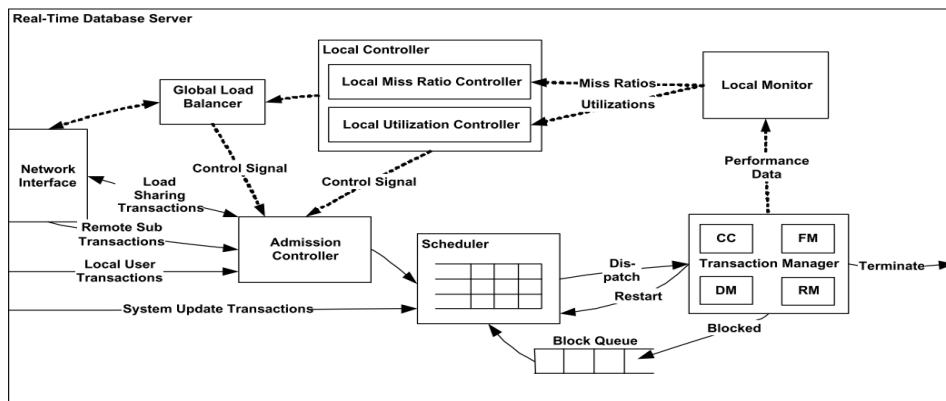 Real-Time Database Server
Local Controller
Local Miss Ratio Controller
Local Utilization Controller
Global Load
Balancer
Miss Ratios
Utilizations
Local Monitor
Network
Interface
Control Signal
Control Signal
Performance
Data
Load
Sharing
Transactions
Remote Sub
Transactions
Local User
Transactions
System Update Transactions
Admission
Controller
Scheduler
Dis-
patch
Restart
CC
FM
Transaction Manager
DM
RM
Terminate
Blocked
Block Queue